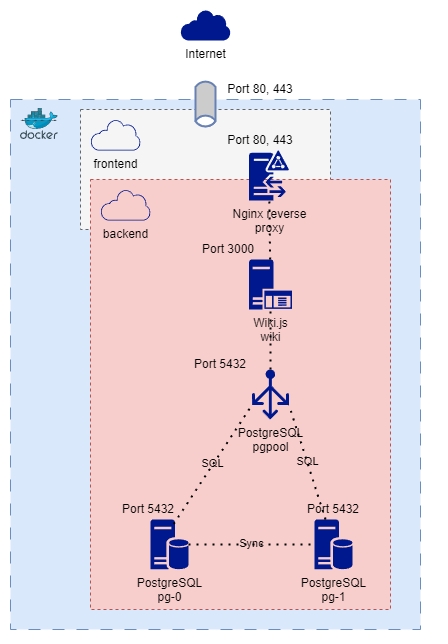 Internet
Port 80, 443
docker
frontend
Port 80, 443
backend
Nginx reverse
proxy
Port 3000
Wiki.js
wiki
Port 5432
PostgreSQL
pgpool
SQL
SQL
Port 5432
Port 5432
Sync
PostgreSQL
pg-0
PostgreSQL
pg-1